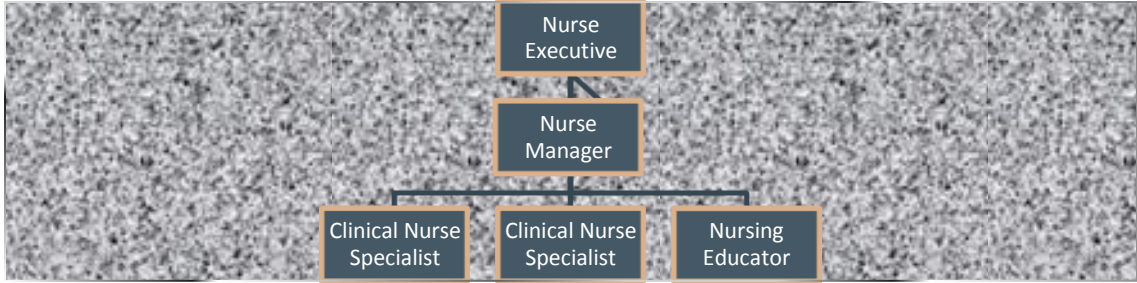 Nurse
Executive
Nurse
Manager
Clinical Nurse
Specialist
Clinical Nurse
Specialist
Nursing
Educator